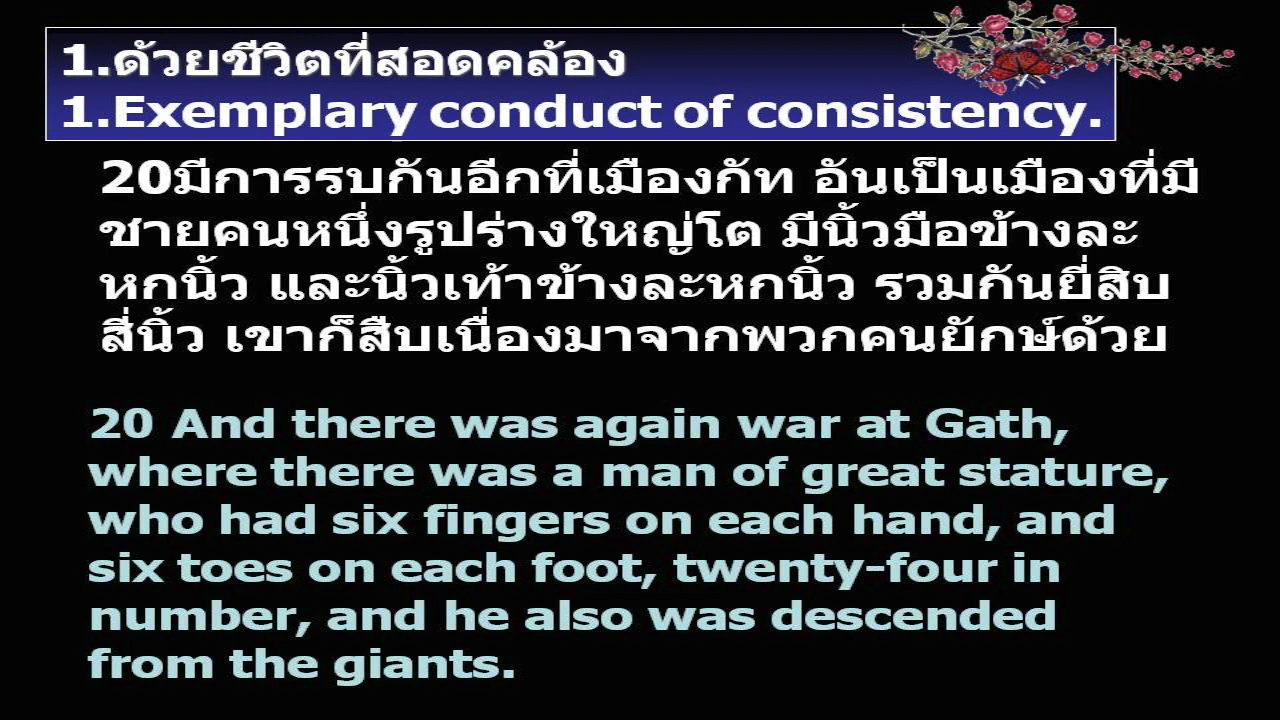 1.ด้วยชีวิตที่สอดคล้อง
1.Exemplary conduct of consistency.
20มีการรบกันอีกที่เมืองกัท อันเป็นเมืองที่มี
ชายคนหนึ่งรูปร่างใหญ่โต มีนิ้วมือข้างละ
หกนิ้ว และนิ้วเท้าข้างละหกนิ้ว รวมกันยี่สิบ
สี่นิ้ว เขาก็สืบเนื่องมาจากพวกคนยักษ์ด้วย
20 And there was again war at Gath,
where there was a man of great stature,
who had six fingers on each hand, and
six toes on each foot, twenty-four in
number, and he also was descended
from the giants.